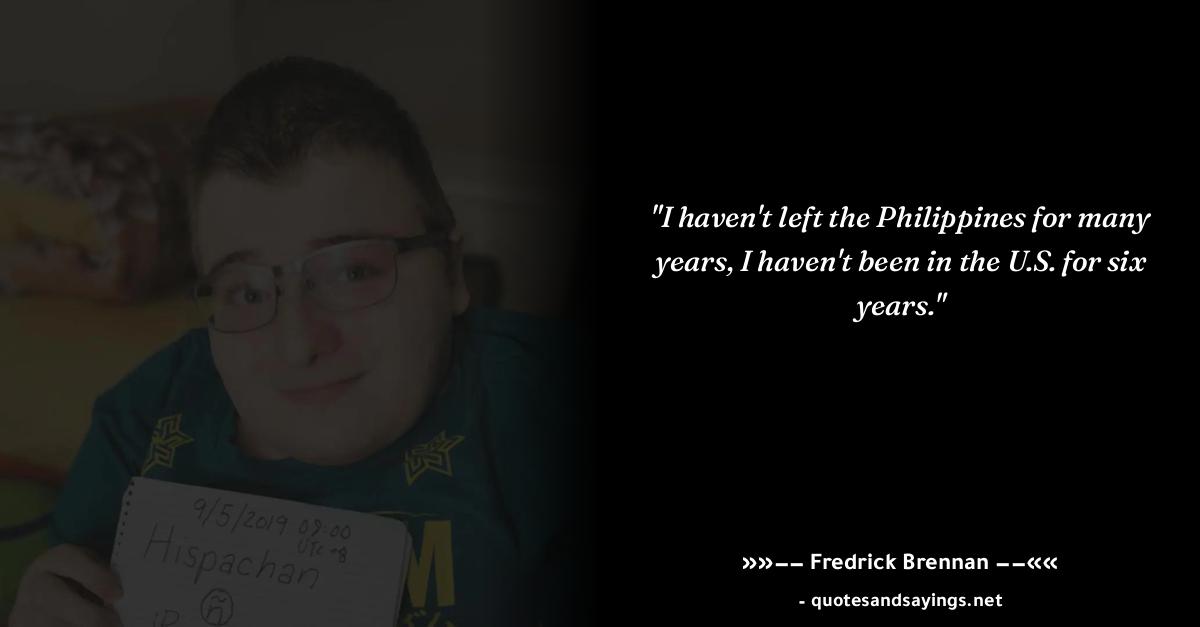 "I haven't left the Philippines for many
years, I haven't been in the U.S. for six
years."
»»–– Fredrick Brennan ––««
- quotesandsayings.net
9/5/2019 09:00
UTC +8
Hispachan
ñ
M